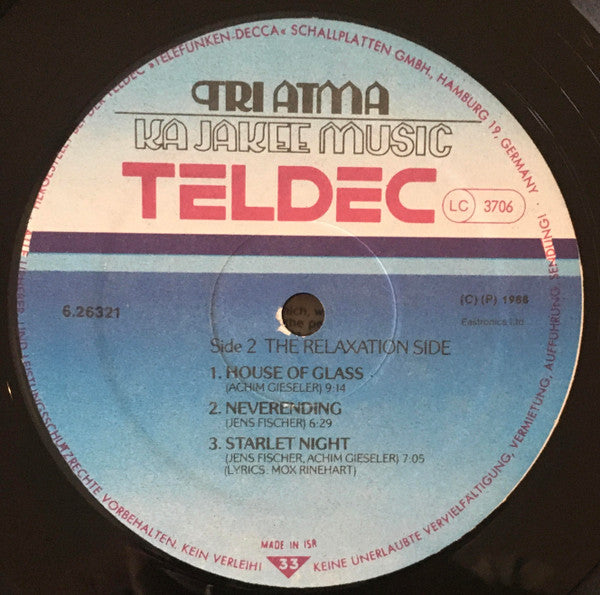 TELDEC »TELEFUNKEN-DECCA« SCHALLPLATTEN GMBH., HAMBURG 19, GERMANY
TRI ATMA
KA JAKEE MUSIC
TELDEC
LC 3706
6.26321
(C) (P) 1986
Eastronics Ltd.
Side 2 THE RELAXATION SIDE
1. HOUSE OF GLASS
(ACHIM GIESELER) 9:14
2. NEVERENDING
(JENS FISCHER) 6:29
3. STARLET NIGHT
(JENS FISCHER, ACHIM GIESELER) 7:05
(LYRICS: MOX RINEHART)
MADE IN ISR
33
LEISTUNGSSCHUTZRECHTE VORBEHALTEN. KEIN VERLEIH! KEINE UNERLAUBTE VERVIELFÄLTIGUNG, VERMIETUNG, AUFFÜHRUNG, SENDUNG!